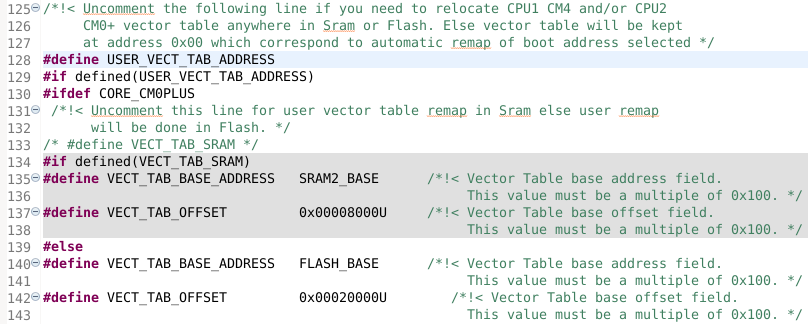 125 /*!< Uncomment the following line if you need to relocate CPU1 CM4 and/or CPU2
126      CM0+ vector table anywhere in Sram or Flash. Else vector table will be kept
127      at address 0x00 which correspond to automatic remap of boot address selected */
128 #define USER_VECT_TAB_ADDRESS
129 #if defined(USER_VECT_TAB_ADDRESS)
130 #ifdef CORE_CM0PLUS
131  /*!< Uncomment this line for user vector table remap in Sram else user remap
132       will be done in Flash. */
133 /* #define VECT_TAB_SRAM */
134 #if defined(VECT_TAB_SRAM)
135 #define VECT_TAB_BASE_ADDRESS   SRAM2_BASE      /*!< Vector Table base address field.
136                                                      This value must be a multiple of 0x100. */
137 #define VECT_TAB_OFFSET         0x00008000U     /*!< Vector Table base offset field.
138                                                      This value must be a multiple of 0x100. */
139 #else
140 #define VECT_TAB_BASE_ADDRESS   FLASH_BASE      /*!< Vector Table base address field.
141                                                      This value must be a multiple of 0x100. */
142 #define VECT_TAB_OFFSET         0x00020000U        /*!< Vector Table base offset field.
143                                                      This value must be a multiple of 0x100. */